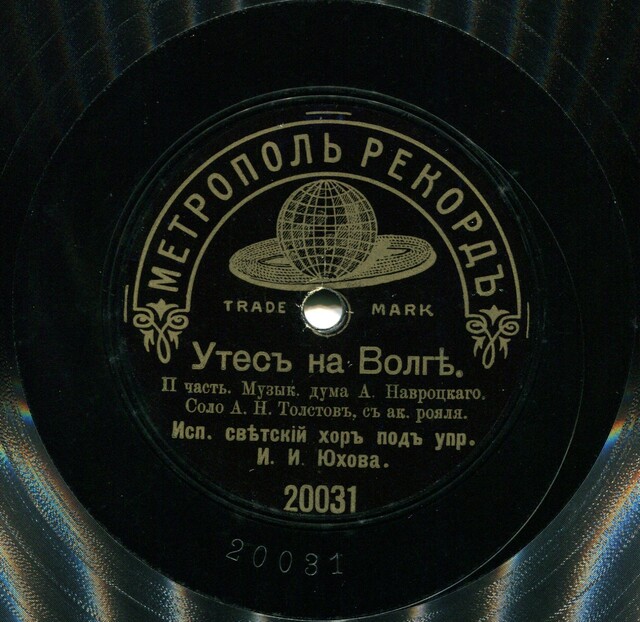 МЕТРОПОЛЬ РЕКОРДЪ
TRADE MARK
Утесъ на Волгѣ.
II часть. Музык. дума А. Навроцкаго.
Соло А. Н. Толстовъ, съ ак. рояля.
Исп. свѣтскій хоръ подъ упр.
И. И. Юхова.
20031
20031